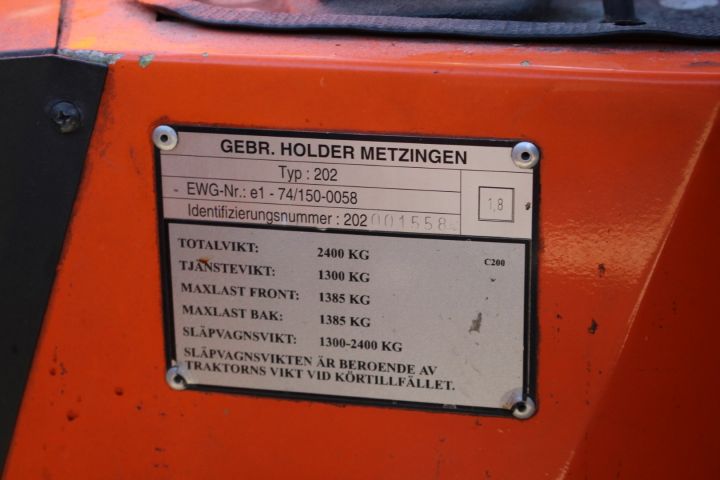 GEBR. HOLDER METZINGEN
Typ : 202
EWG-Nr.: e1 - 74/150-0058
1,8
Identifizierungsnummer : 202 001558
TOTALVIKT: 2400 KG C200
TJÄNSTEVIKT: 1300 KG
MAXLAST FRONT: 1385 KG
MAXLAST BAK: 1385 KG
SLÄPVAGNSVIKT: 1300-2400 KG
SLÄPVAGNSVIKTEN ÄR BEROENDE AV
TRAKTORNS VIKT VID KÖRTILLFÄLLET.